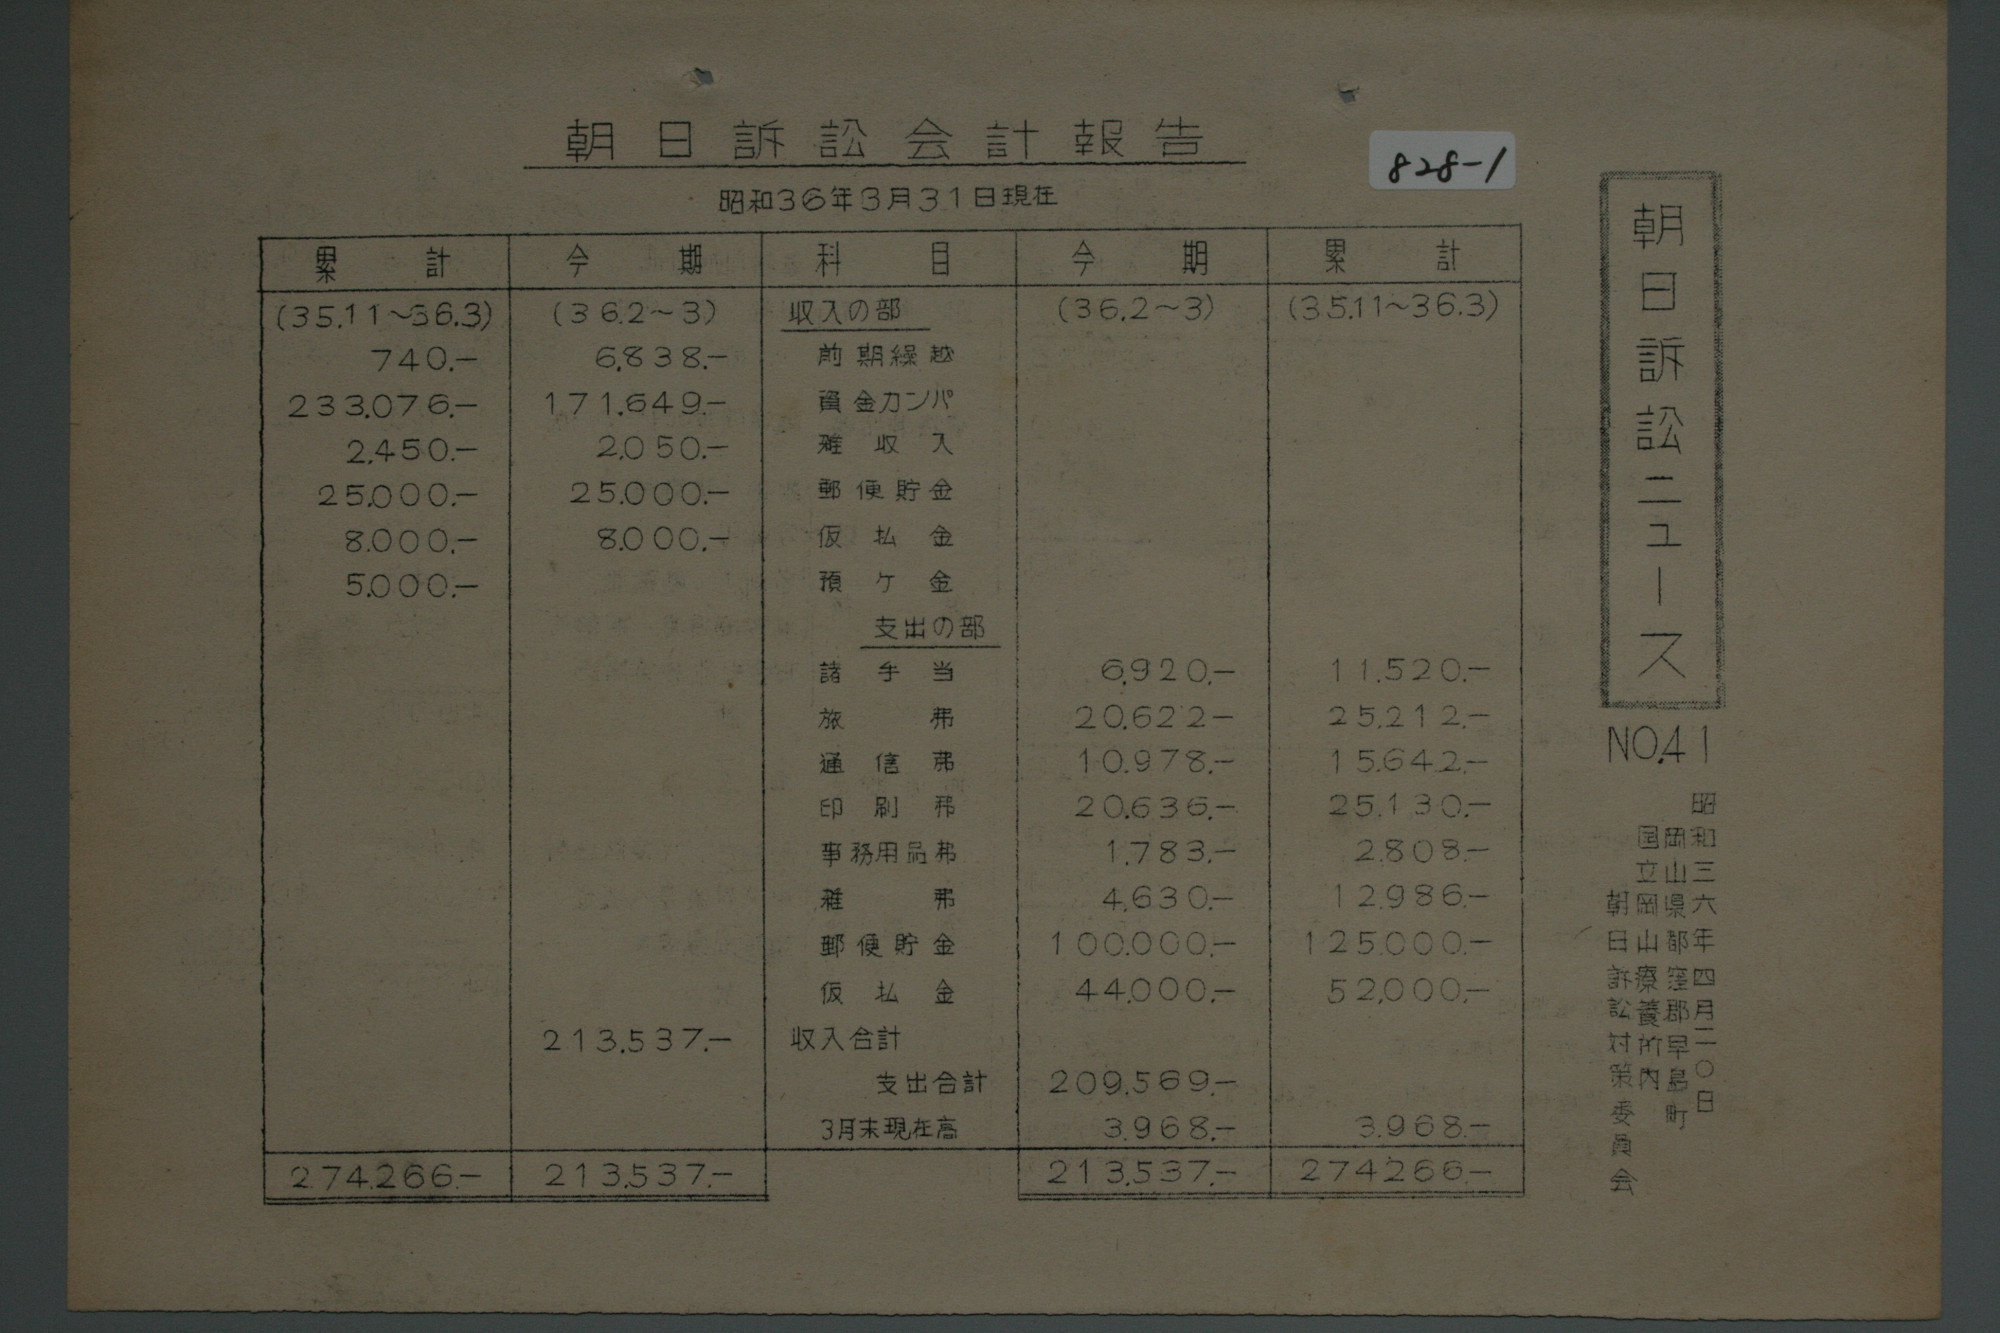 朝日訴訟ニュース
NO.41
昭和三六年四月二〇日
岡山県都窪郡早島町
国立岡山療養所内
朝日訴訟対策委員会
828-1
朝日訴訟会計報告
昭和36年3月31日現在
累計 今期 科目 今期 累計
(35.11〜36.3) (36.2〜3) 収入の部 (36.2〜3) (35.11〜36.3)
740.- 6,838.- 前期繰越
233.076.- 171.649.- 資金カンパ
2.450.- 2,050.- 雑収入
25.000.- 25.000.- 郵便貯金
8.000.- 8.000.- 仮払金
5.000.- 預ケ金
支出の部
諸手当 6,920.- 11.520.-
旅弗 20.622- 25.212.-
通信弗 10.978.- 15.642.-
印刷弗 20.636.- 25.130.-
事務用品弗 1.783.- 2.808.-
雑弗 4.630.- 12.986.-
郵便貯金 100.000.- 125.000.-
仮払金 44.000.- 52,000.-
213.537.- 収入合計
支出合計 209.569.-
3月末現在高 3.968.- 3.968.-
274.266.- 213.537.- 213.537.- 274266.-